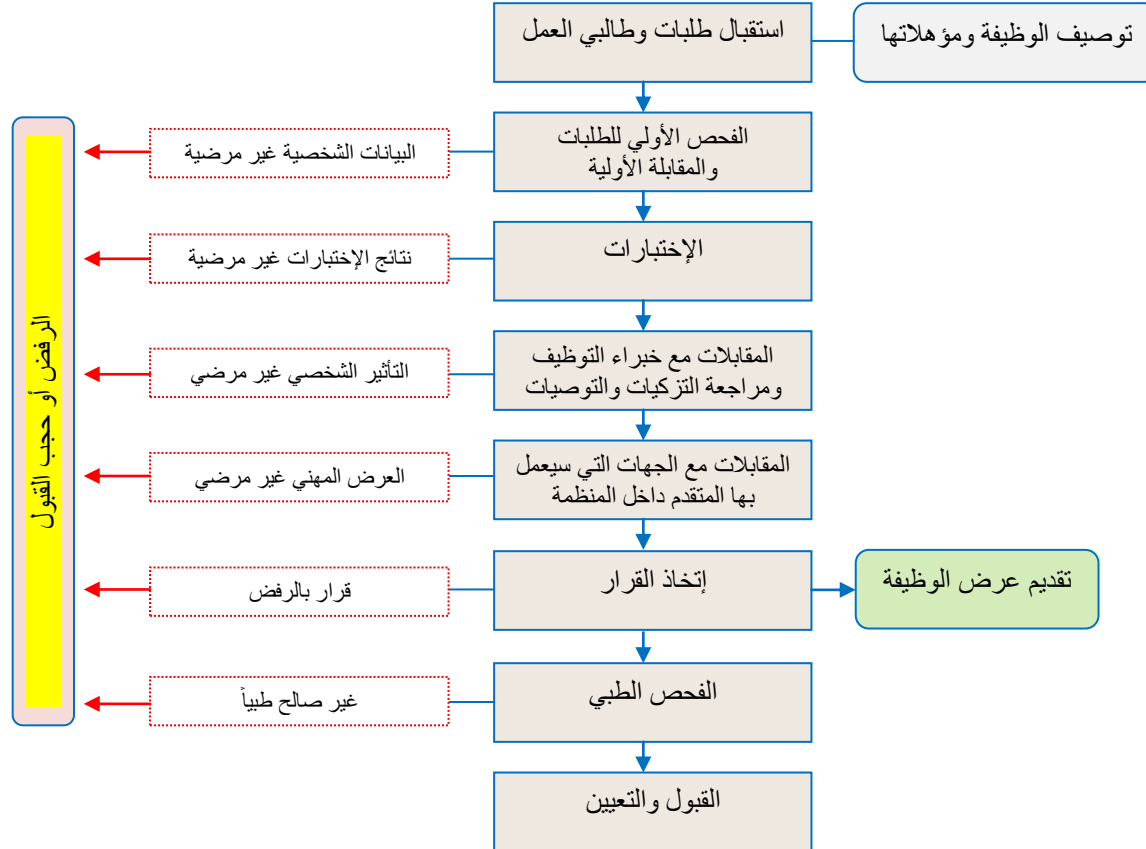 توصيف الوظيفة ومؤهلاتها
استقبال طلبات وطالبي العمل
الفحص الأولي للطلبات
والمقابلة الأولية
البيانات الشخصية غير مرضية
الإختبارات
نتائج الإختبارات غير مرضية
المقابلات مع خبراء التوظيف
ومراجعة التزكيات والتوصيات
التأثير الشخصي غير مرضي
المقابلات مع الجهات التي سيعمل
بها المتقدم داخل المنظمة
العرض المهني غير مرضي
تقديم عرض الوظيفة
إتخاذ القرار
قرار بالرفض
الفحص الطبي
غير صالح طبياً
القبول والتعيين
الرفض أو حجب القبول